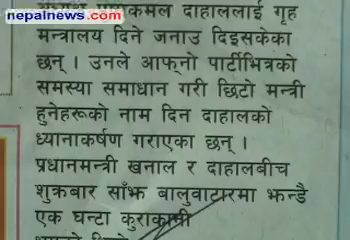 nepalnews.com
दाहाललाई गृह
मन्त्रालय दिने जनाउ दिइसकेका
छन् । उनले आफ्नो पार्टीभित्रको
समस्या समाधान गरी छिटो मन्त्री
हुनेहरूको नाम दिन दाहालको
ध्यानाकर्षण गराएका छन् ।
प्रधानमन्त्री खनाल र दाहालबीच
शुक्रबार साँझ बालुवाटारमा झन्डै
एक घन्टा कुराकानी